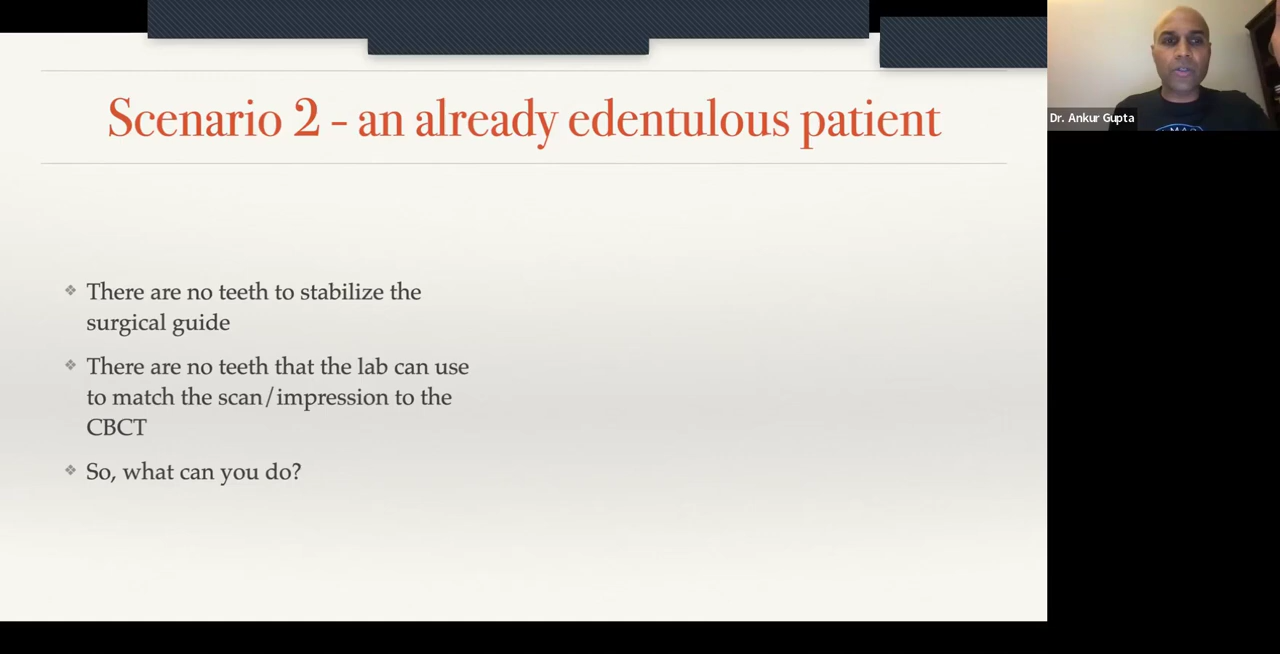 Scenario 2 - an already edentulous patient
There are no teeth to stabilize the
surgical guide
There are no teeth that the lab can use
to match the scan/impression to the
CBCT
So, what can you do?
Dr. Ankur Gupta